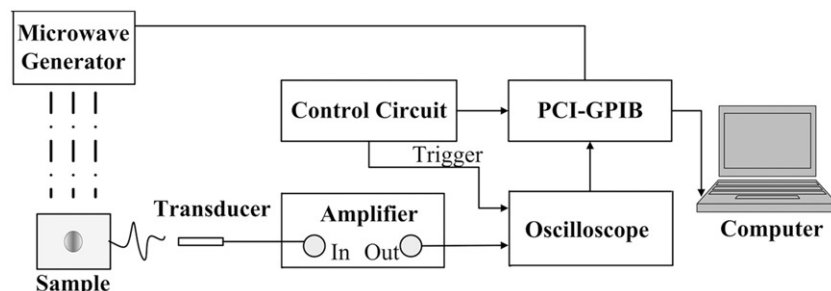 Microwave
Generator
Control Circuit
PCI-GPIB
Trigger
Transducer
Amplifier
In Out
Oscilloscope
Computer
Sample